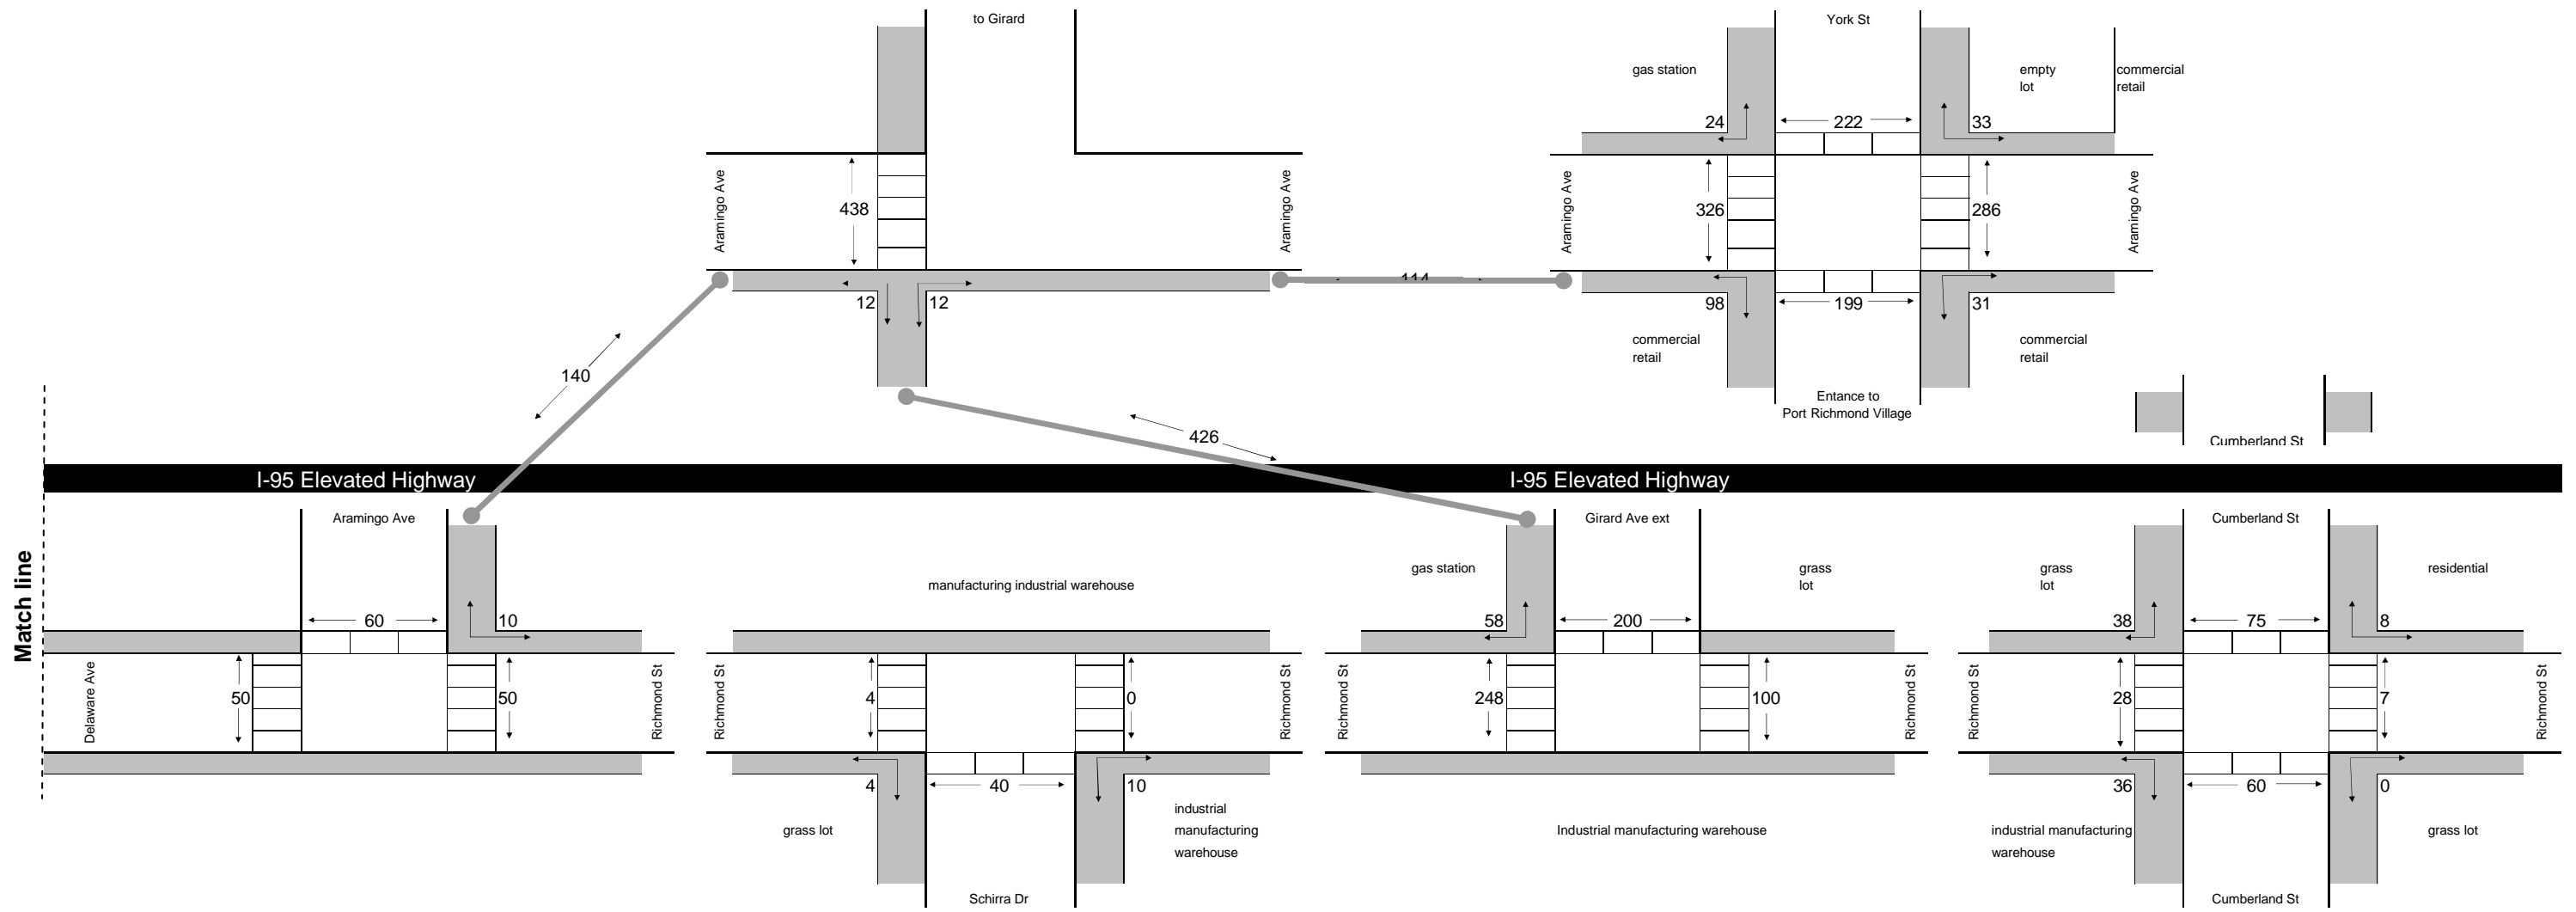 to Girard
York St
gas station
empty
lot
commercial
retail
24
222
33
Aramingo Ave
438
Aramingo Ave
Aramingo Ave
326
286
Aramingo Ave
114
12
12
98
199
31
commercial
retail
commercial
retail
140
Entance to
Port Richmond Village
426
Cumberland St
I-95 Elevated Highway
I-95 Elevated Highway
Aramingo Ave
Girard Ave ext
Cumberland St
Match line
manufacturing industrial warehouse
gas station
grass
lot
grass
lot
residential
60
10
58
200
38
75
8
Delaware Ave
50
50
Richmond St
Richmond St
4
0
Richmond St
Richmond St
248
100
Richmond St
Richmond St
28
7
Richmond St
4
40
10
36
60
0
grass lot
industrial
manufacturing
warehouse
Industrial manufacturing warehouse
industrial manufacturing
warehouse
grass lot
Schirra Dr
Cumberland St